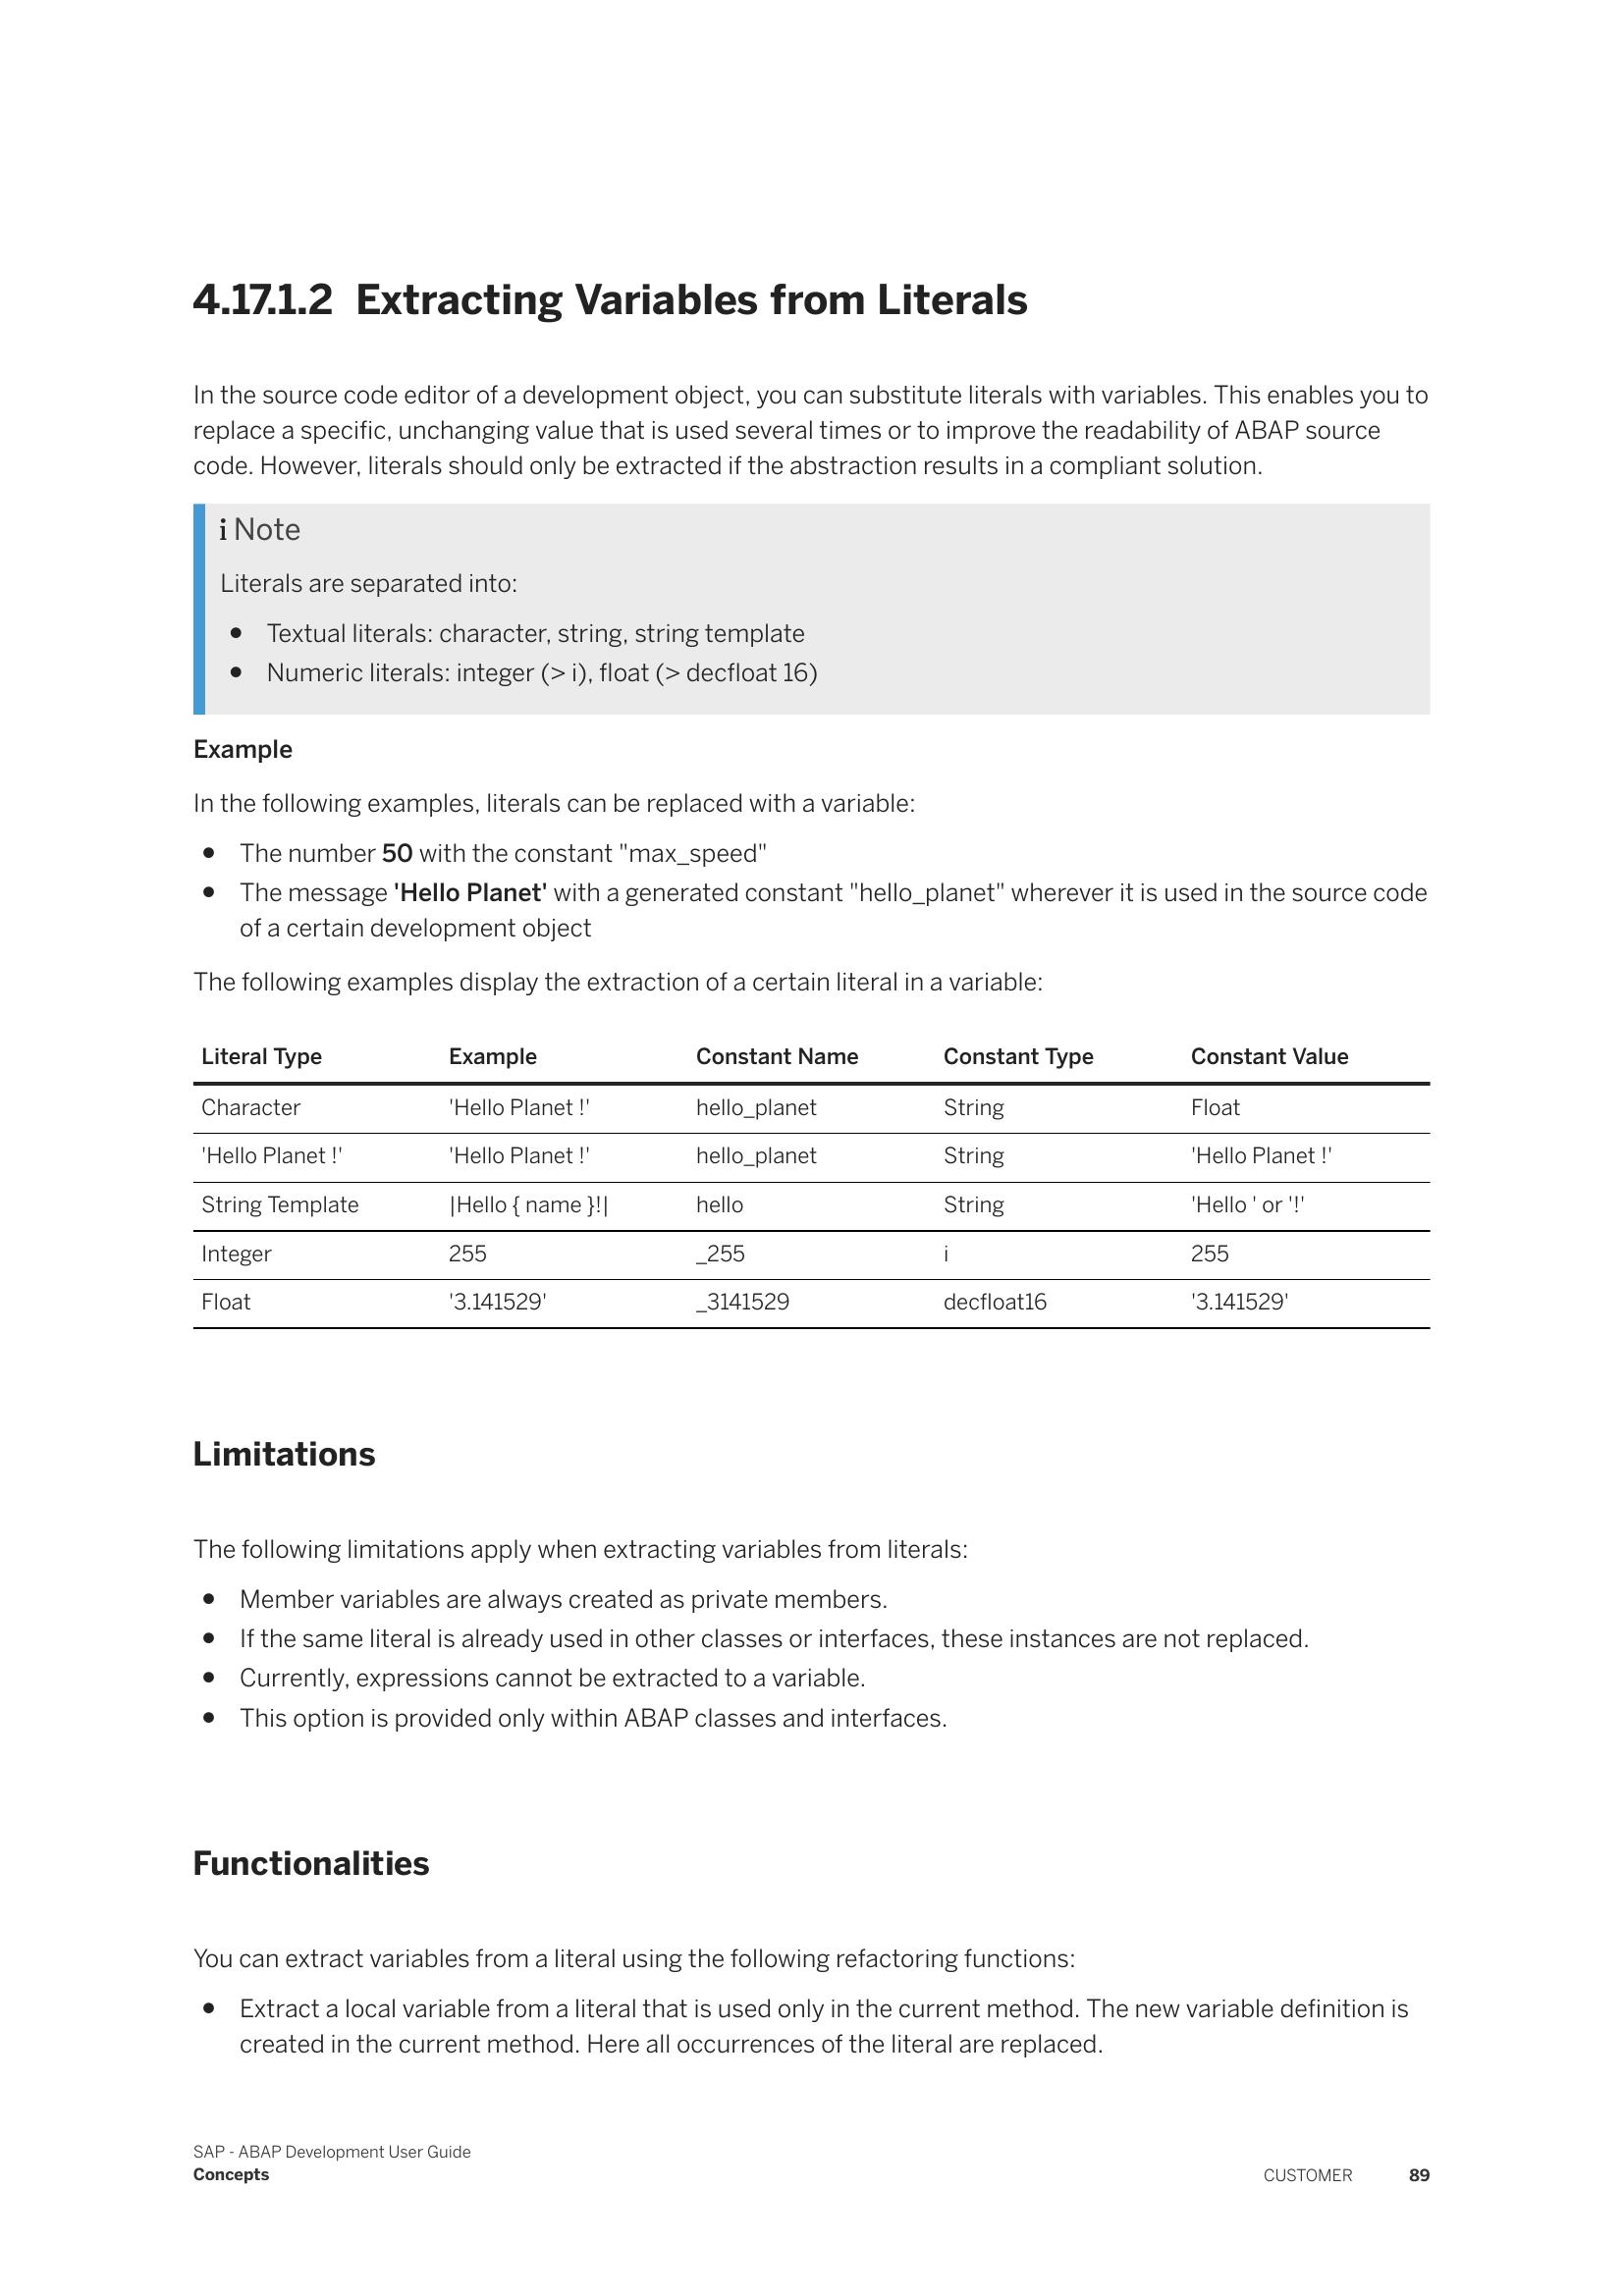 4.17.1.2 Extracting Variables from Literals
In the source code editor of a development object, you can substitute literals with variables. This enables you to
replace a specific, unchanging value that is used several times or to improve the readability of ABAP source
code. However, literals should only be extracted if the abstraction results in a compliant solution.
i Note
Literals are separated into:
● Textual literals: character, string, string template
● Numeric literals: integer (> i), float (> decfloat 16)
Example
In the following examples, literals can be replaced with a variable:
● The number 50 with the constant "max_speed"
● The message 'Hello Planet' with a generated constant "hello_planet" wherever it is used in the source code
of a certain development object
The following examples display the extraction of a certain literal in a variable:
Literal Type Example Constant Name Constant Type Constant Value
Character 'Hello Planet !' hello_planet String Float
'Hello Planet !' 'Hello Planet !' hello_planet String 'Hello Planet !'
String Template |Hello { name }!| hello String 'Hello ' or '!'
Integer 255 _255 i 255
Float '3.141529' _3141529 decfloat16 '3.141529'
Limitations
The following limitations apply when extracting variables from literals:
● Member variables are always created as private members.
● If the same literal is already used in other classes or interfaces, these instances are not replaced.
● Currently, expressions cannot be extracted to a variable.
● This option is provided only within ABAP classes and interfaces.
Functionalities
You can extract variables from a literal using the following refactoring functions:
● Extract a local variable from a literal that is used only in the current method. The new variable definition is
created in the current method. Here all occurrences of the literal are replaced.
SAP - ABAP Development User Guide
Concepts CUSTOMER 89